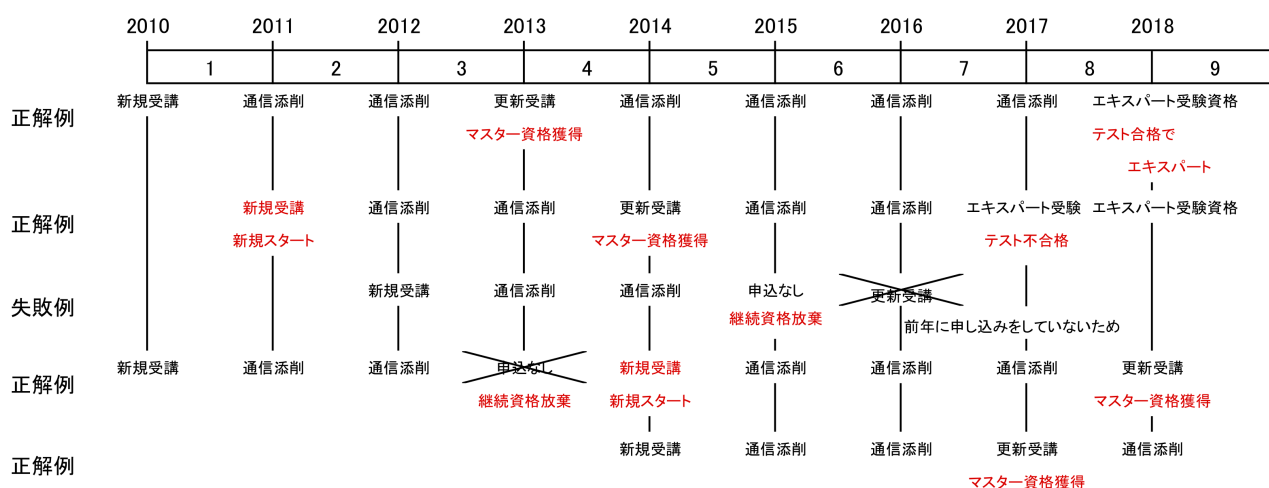 2010 2011 2012 2013 2014 2015 2016 2017 2018
1 2 3 4 5 6 7 8 9
正解例 新規受講 通信添削 通信添削 更新受講 通信添削 通信添削 通信添削 通信添削 エキスパート受験資格
マスター資格獲得 テスト合格で
エキスパート
正解例 新規受講 通信添削 通信添削 更新受講 通信添削 通信添削 エキスパート受験 エキスパート受験資格
新規スタート マスター資格獲得 テスト不合格
失敗例 新規受講 通信添削 通信添削 申込なし 更新受講
継続資格放棄 前年に申し込みをしていないため
正解例 新規受講 通信添削 通信添削 申込なし 新規受講 通信添削 通信添削 通信添削 更新受講
継続資格放棄 新規スタート マスター資格獲得
正解例 新規受講 通信添削 通信添削 更新受講 通信添削
マスター資格獲得